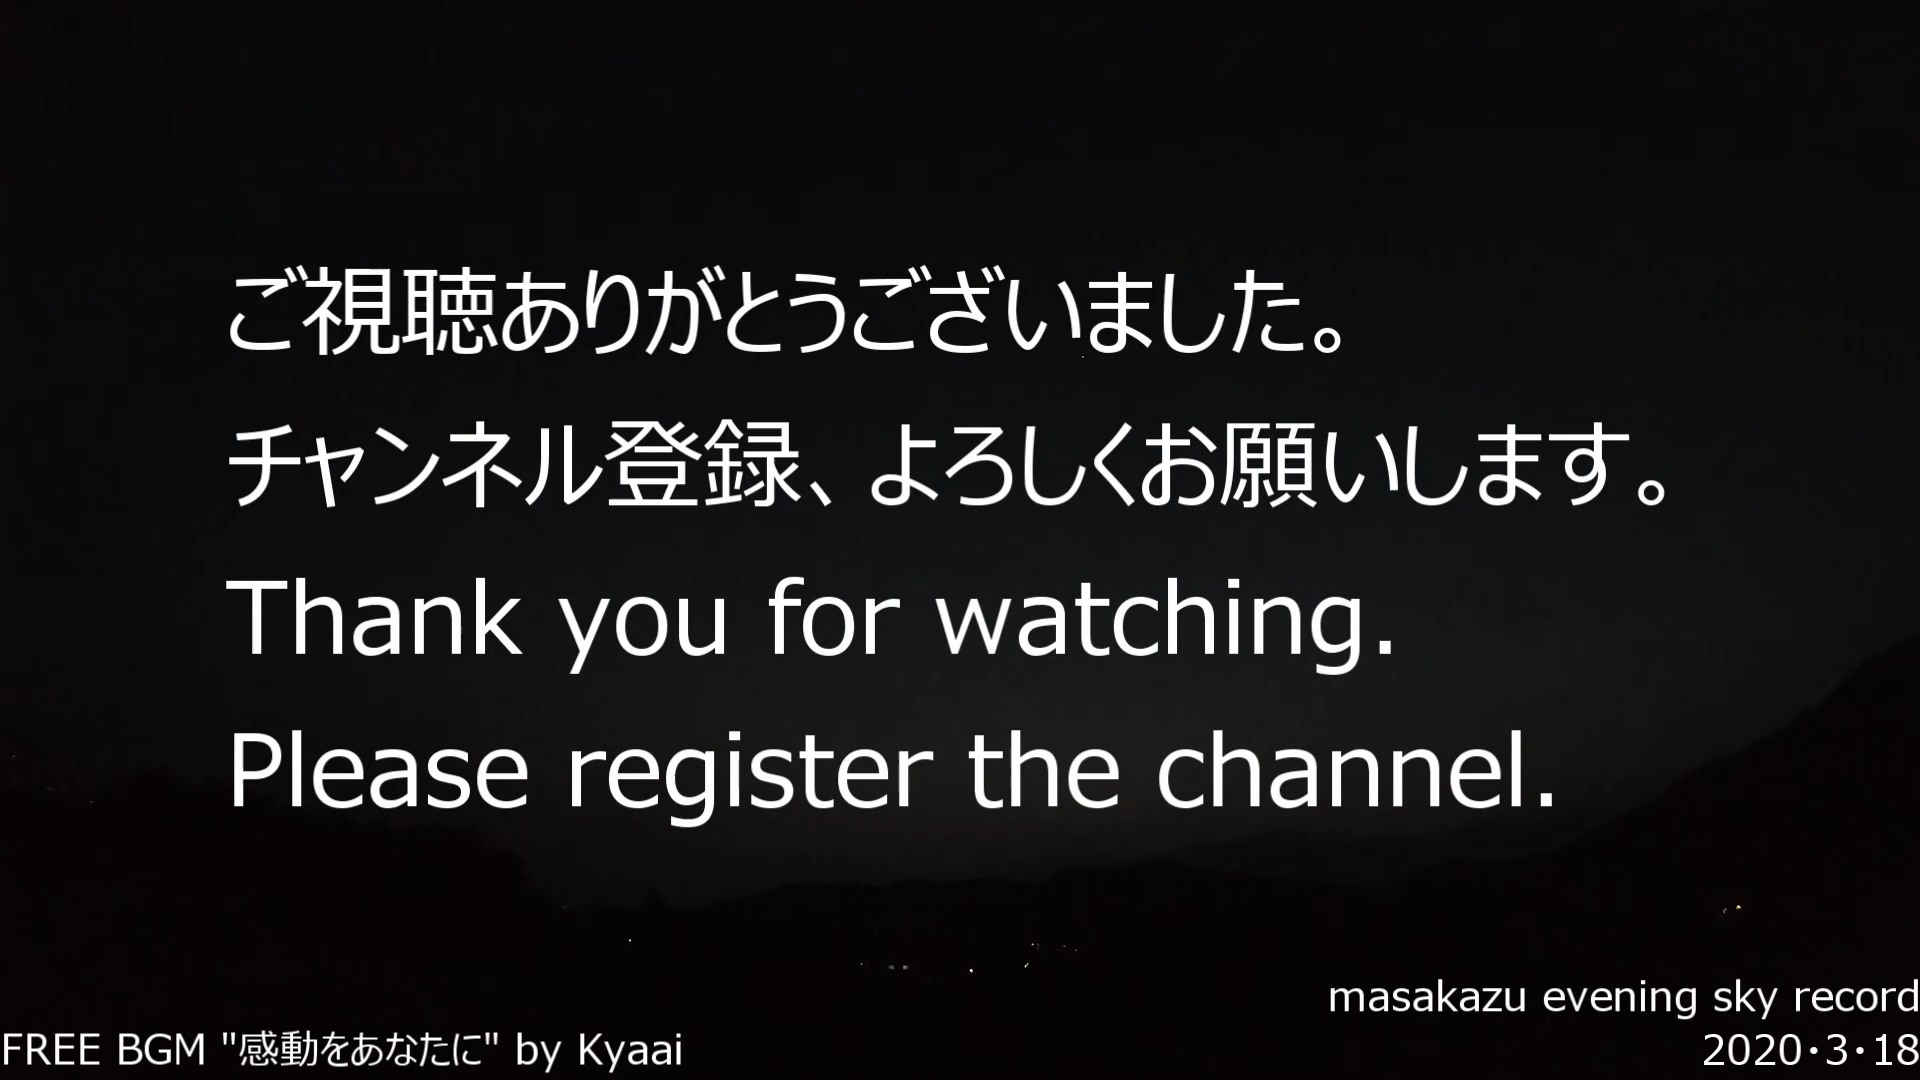 ご視聴ありがとうございました。
チャンネル登録、よろしくお願いします。
Thank you for watching.
Please register the channel.
masakazu evening sky record
FREE BGM "感動をあなたに" by Kyaai
2020・3・18